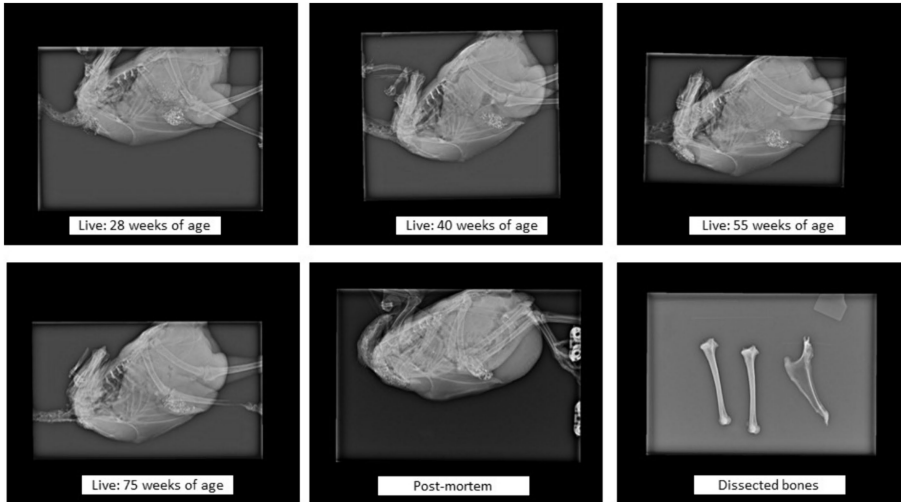 Live: 28 weeks of age
Live: 40 weeks of age
Live: 55 weeks of age
Live: 75 weeks of age
Post-mortem
Dissected bones